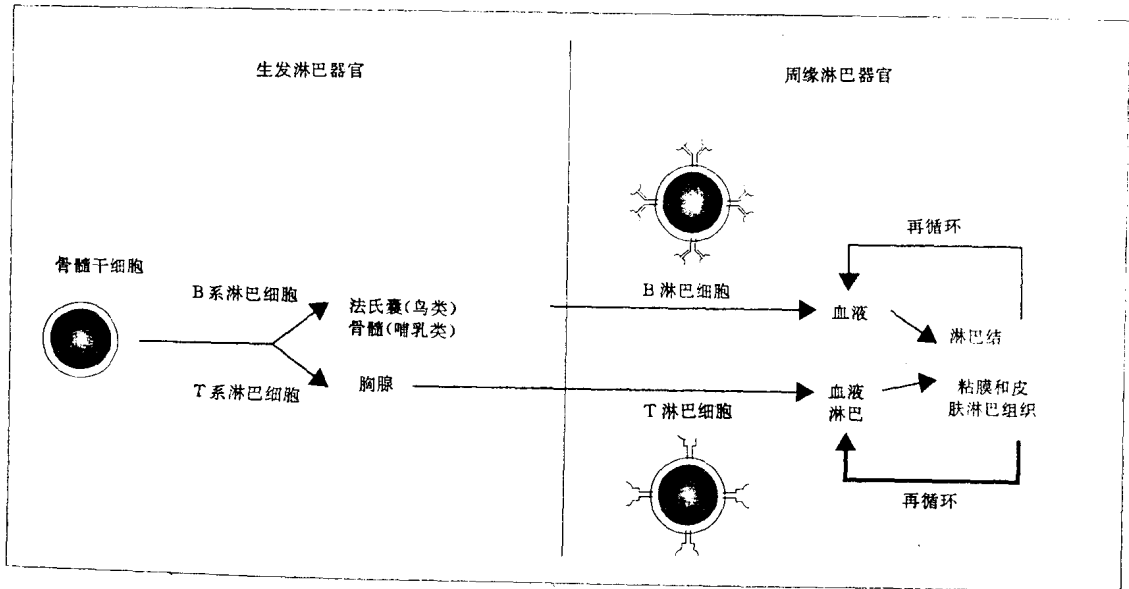 生发淋巴器官
周缘淋巴器官
骨髓干细胞
B系淋巴细胞
法氏囊(鸟类)
骨髓(哺乳类)
T系淋巴细胞
胸腺
B淋巴细胞
T淋巴细胞
再循环
血液
淋巴结
血液
淋巴
粘膜和皮
肤淋巴组织
再循环